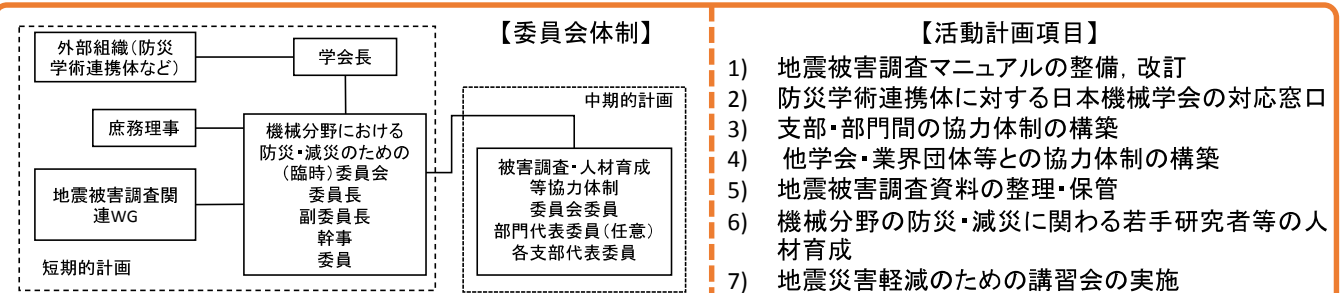 【委員会体制】
外部組織(防災
学術連携体など)
学会長
庶務理事
機械分野における
防災・減災のための
(臨時)委員会
委員長
副委員長
幹事
委員
地震被害調査関
連WG
短期的計画
中期的計画
被害調査・人材育成
等協力体制
委員会委員
部門代表委員(任意)
各支部代表委員
【活動計画項目】
1) 地震被害調査マニュアルの整備, 改訂
2) 防災学術連携体に対する日本機械学会の対応窓口
3) 支部・部門間の協力体制の構築
4) 他学会・業界団体等との協力体制の構築
5) 地震被害調査資料の整理・保管
6) 機械分野の防災・減災に関わる若手研究者等の人
材育成
7) 地震災害軽減のための講習会の実施